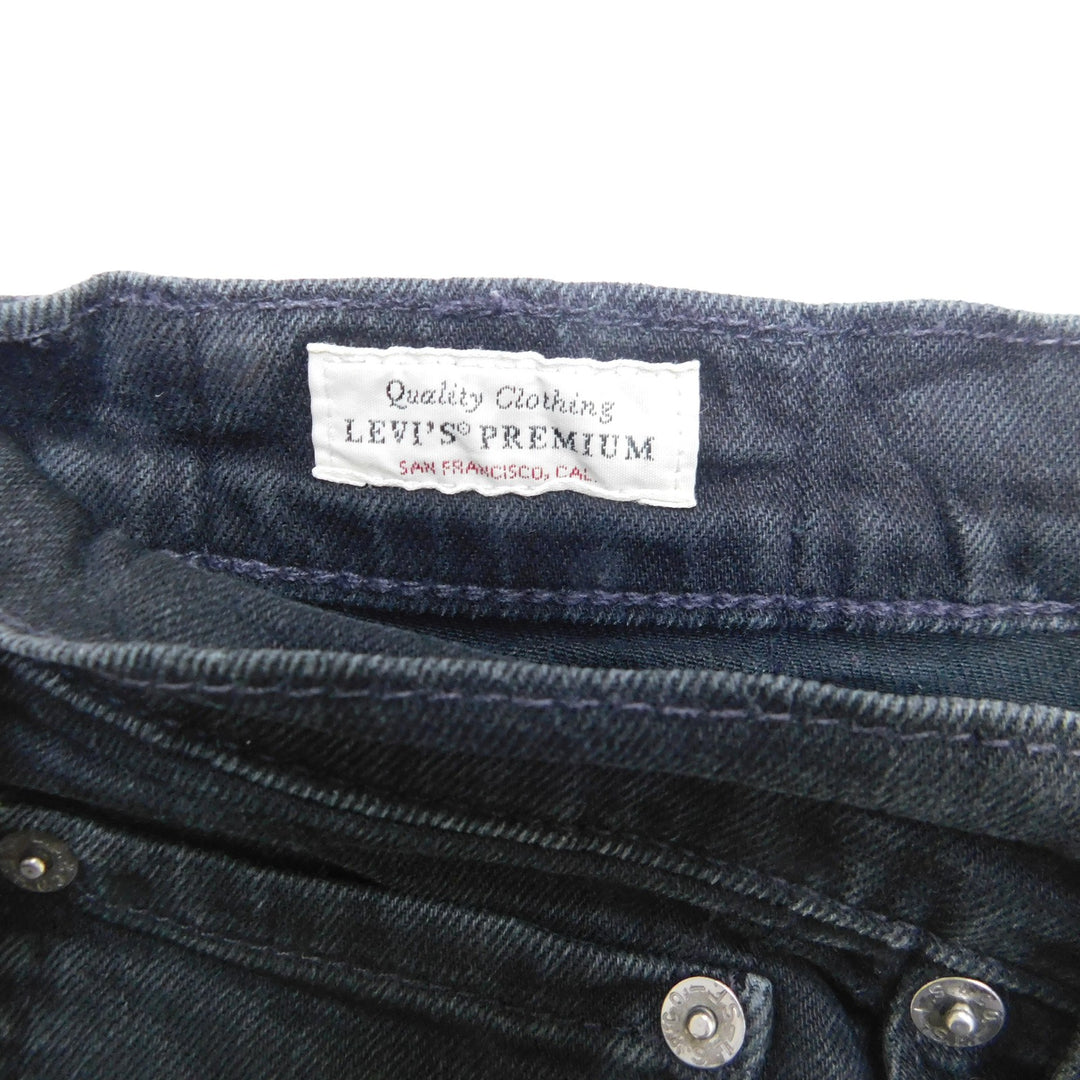 Quality Clothing
LEVI'S® PREMIUM
SAN FRANCISCO, CAL.